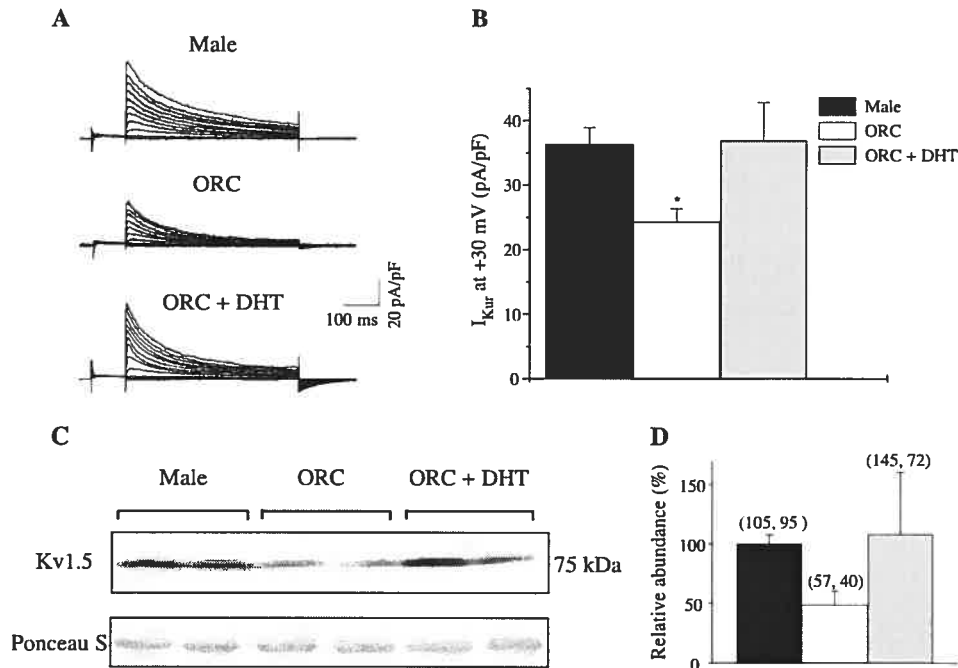 A
Male
ORC
ORC + DHT
100 ms
20 pA/pF
B
I_Kur at +30 mV (pA/pF)
40
30
20
10
0
Male
ORC
ORC + DHT
*
C
Male ORC ORC + DHT
Kv1.5
75 kDa
Ponceau S
D
Relative abundance (%)
150
100
50
0
(105, 95)
(57, 40)
(145, 72)